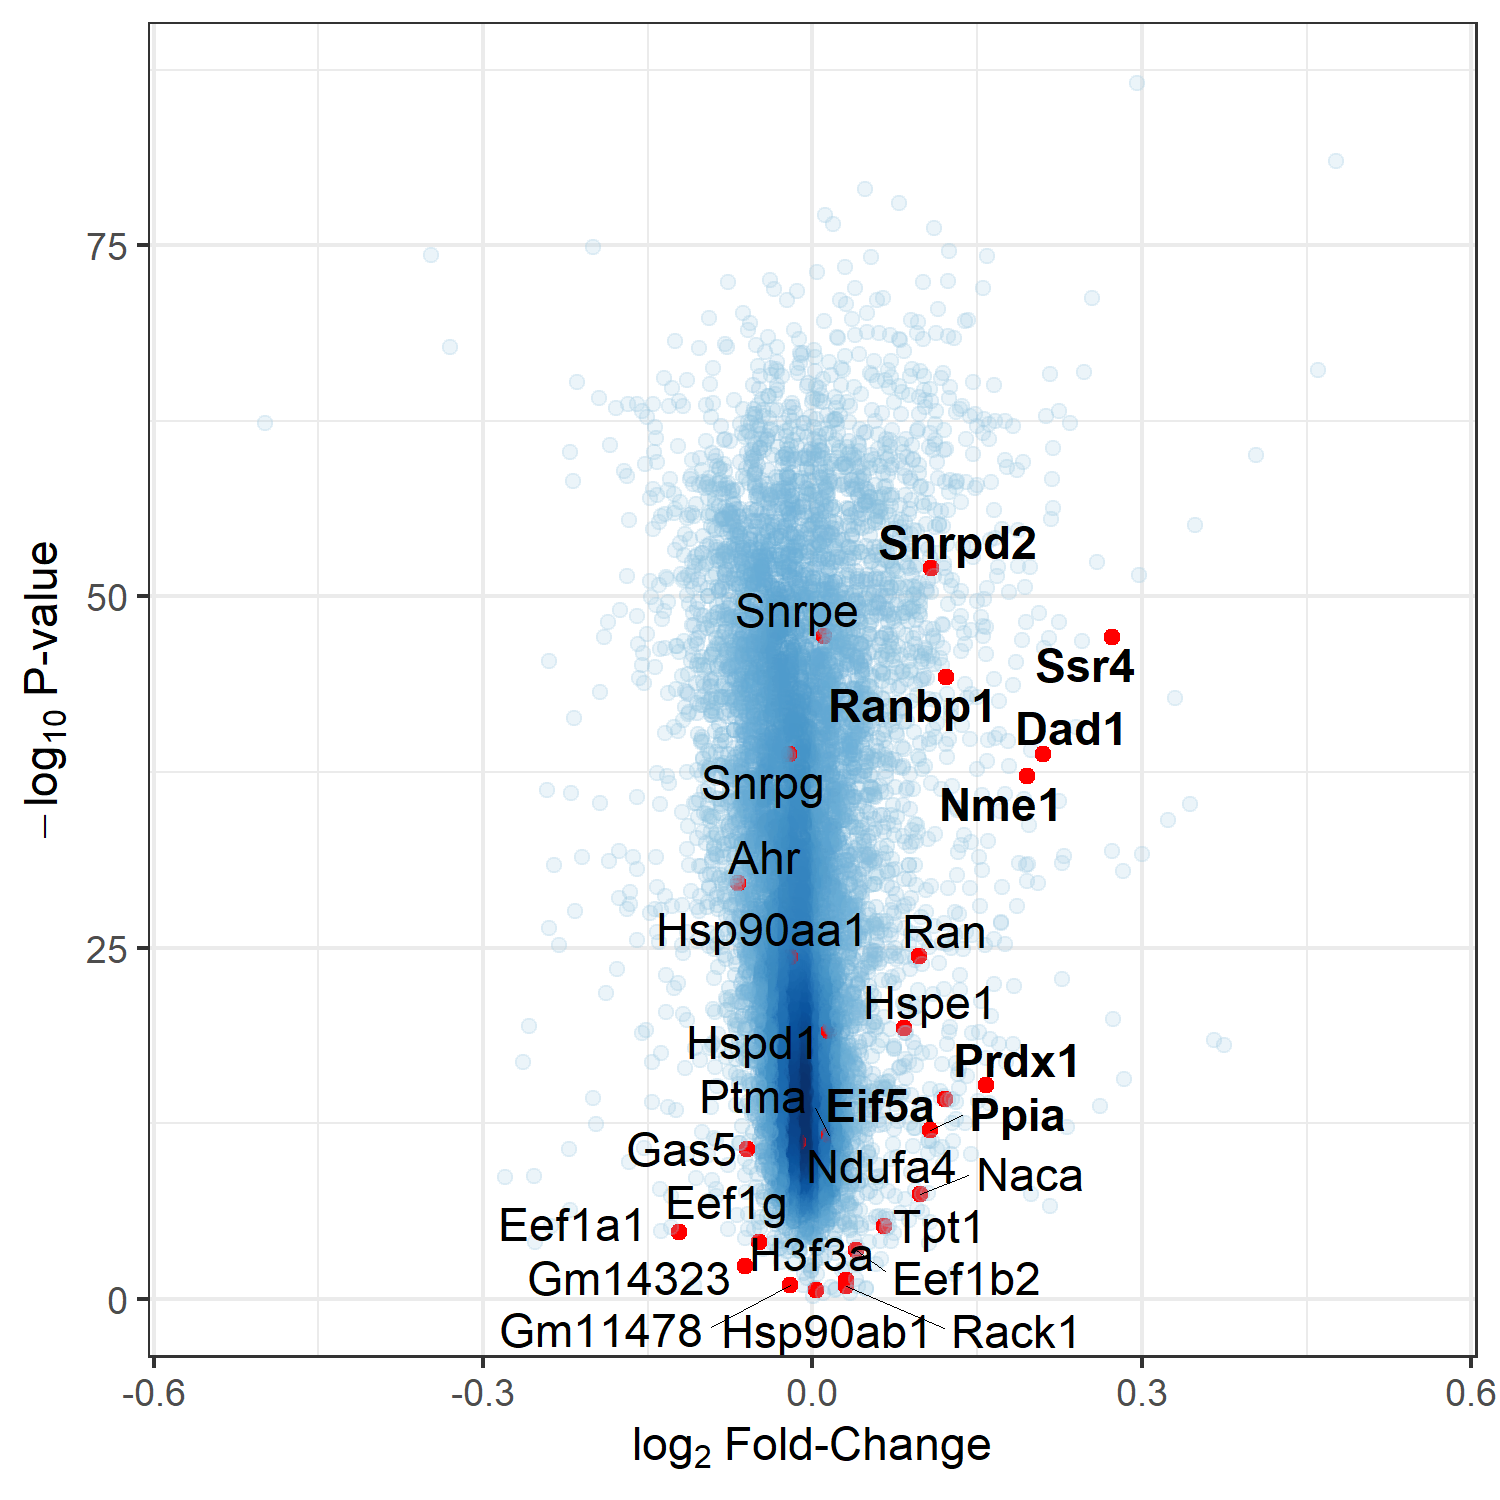 75
Snrpd2
50
Snrpe
Ssr4
Ranbp1
Dad1
Snrpg
Nme1
Ahr
Hsp90aa1
Ran
25
Hspe1
Hspd1
Prdx1
Ptma
Eif5a
Ppia
Gas5
Ndufa4
Naca
Eef1g
Eef1a1
Tpt1
H3f3a
Gm14323
Eef1b2
0
Gm11478
Hsp90ab1
Rack1
-0.6
-0.3
0.0
0.3
0.6
log₂ Fold-Change
−log₁₀ P-value